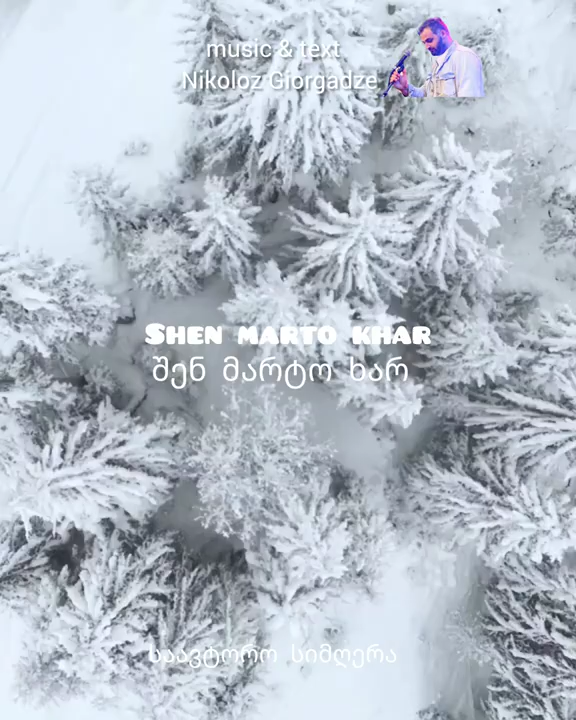 music & text
Nikoloz Giorgadze
Shen marto khar
შენ მარტო ხარ
საავტორო სიმღერა